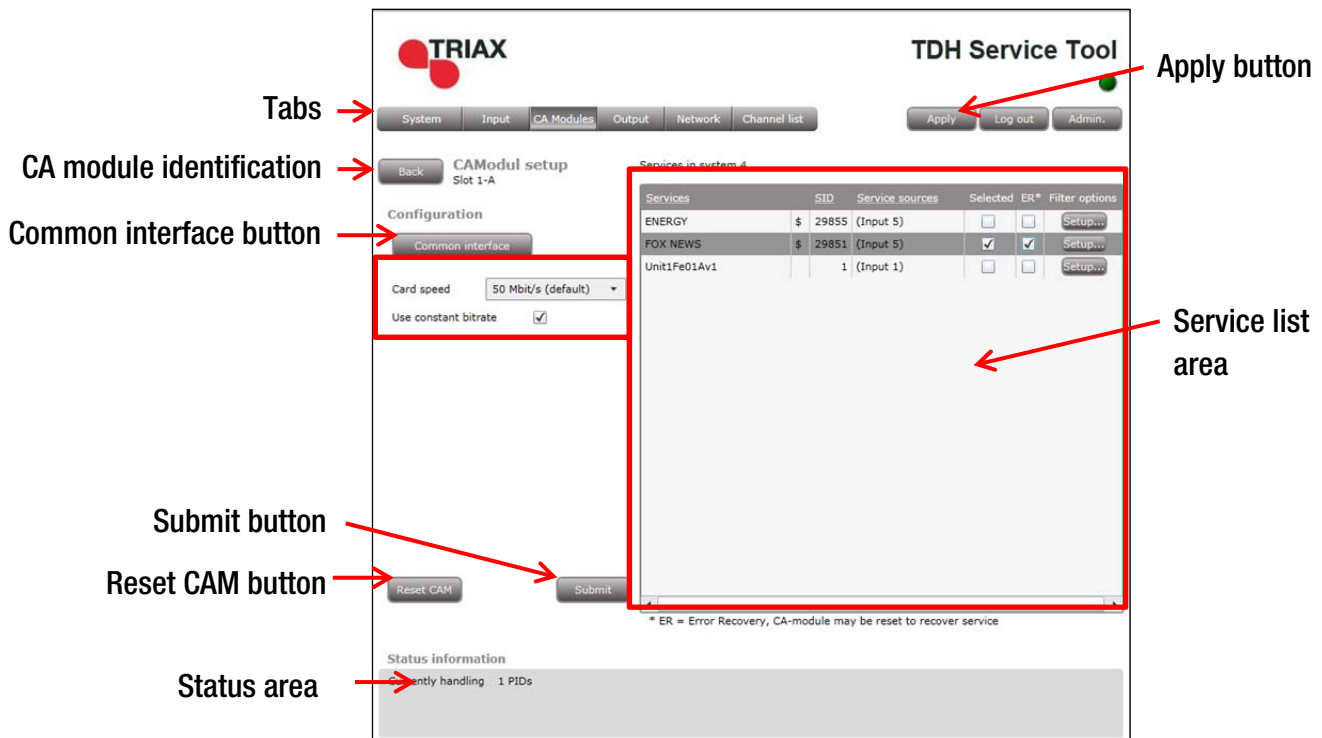 TRIAX
TDH Service Tool
Apply button
Tabs
System Input CA Modules Output Network Channel list Apply Log out Admin.
CA module identification
Back CAModul setup
Slot 1-A
Services in system 4
Services SID Service sources Selected ER* Filter options
Configuration
ENERGY $ 29855 (Input 5) Setup...
Common interface button
Common interface
FOX NEWS $ 29851 (Input 5) Setup...
Unit1Fe01Av1 1 (Input 1) Setup...
Card speed 50 Mbit/s (default)
Use constant bitrate
Service list
area
Submit button
Reset CAM button
Reset CAM Submit
* ER = Error Recovery, CA-module may be reset to recover service
Status information
Status area
Currently handling 1 PIDs